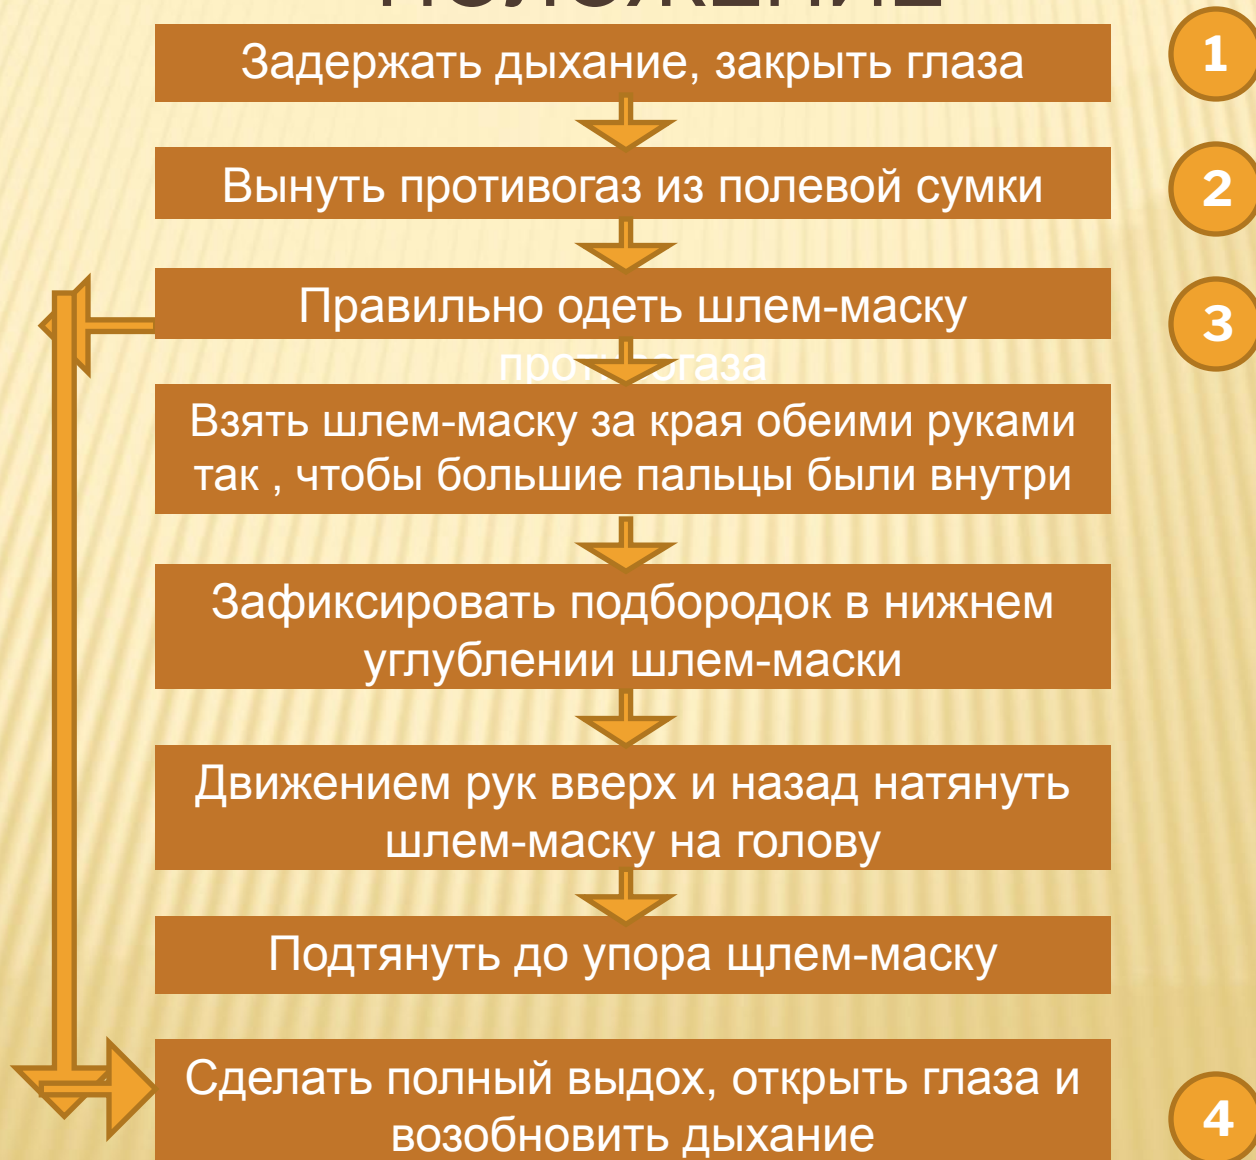 ПОЛОЖЕНИЕ
Задержать дыхание, закрыть глаза
1
Вынуть противогаз из полевой сумки
2
Правильно одеть шлем-маску
противогаза
3
Взять шлем-маску за края обеими руками
так , чтобы большие пальцы были внутри
Зафиксировать подбородок в нижнем
углублении шлем-маски
Движением рук вверх и назад натянуть
шлем-маску на голову
Подтянуть до упора щлем-маску
Сделать полный выдох, открыть глаза и
возобновить дыхание
4